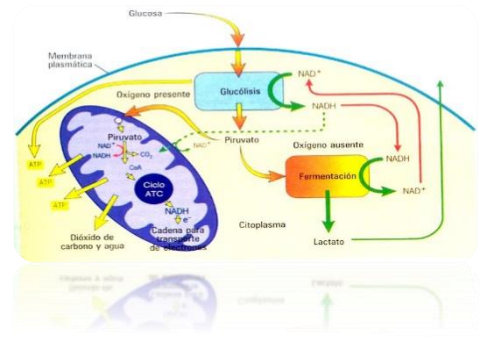 Glucosa
Membrana
plasmática
Oxígeno presente
Glucólisis
NAD⁺
NADH
Piruvato
NAD⁺
NADH
CO₂
CoA
Ciclo
ATC
NADH
e⁻
Cadena para
transporte
de electrones
NAD⁺
Piruvato
Oxígeno ausente
Fermentación
NADH
NAD⁺
Lactato
Citoplasma
ATP
ATP
ATP
Dióxido de
carbono y agua